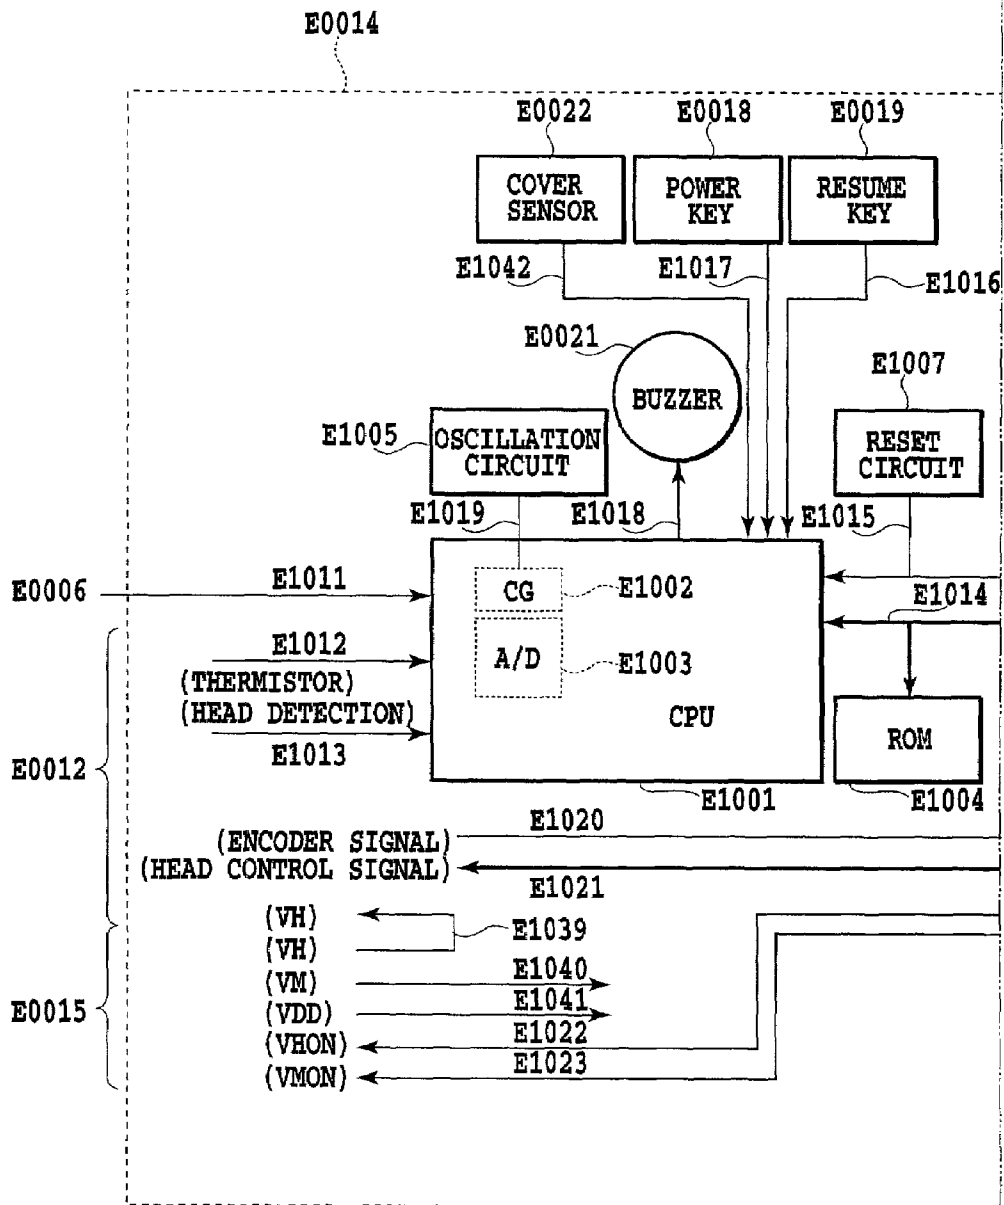 E0014
E0022
E0018
E0019
COVER
SENSOR
POWER
KEY
RESUME
KEY
E1042
E1017
E1016
E0021
E1007
BUZZER
E1005
OSCILLATION
CIRCUIT
RESET
CIRCUIT
E1019
E1018
E1015
E0006
E1011
CG
E1002
E1014
E1012
A/D
E1003
(THERMISTOR)
(HEAD DETECTION)
CPU
ROM
E1013
E0012
E1001
E1004
E1020
(ENCODER SIGNAL)
(HEAD CONTROL SIGNAL)
E1021
(VH)
E1039
(VH)
E1040
(VM)
E1041
E0015
(VDD)
E1022
(VHON)
E1023
(VMON)